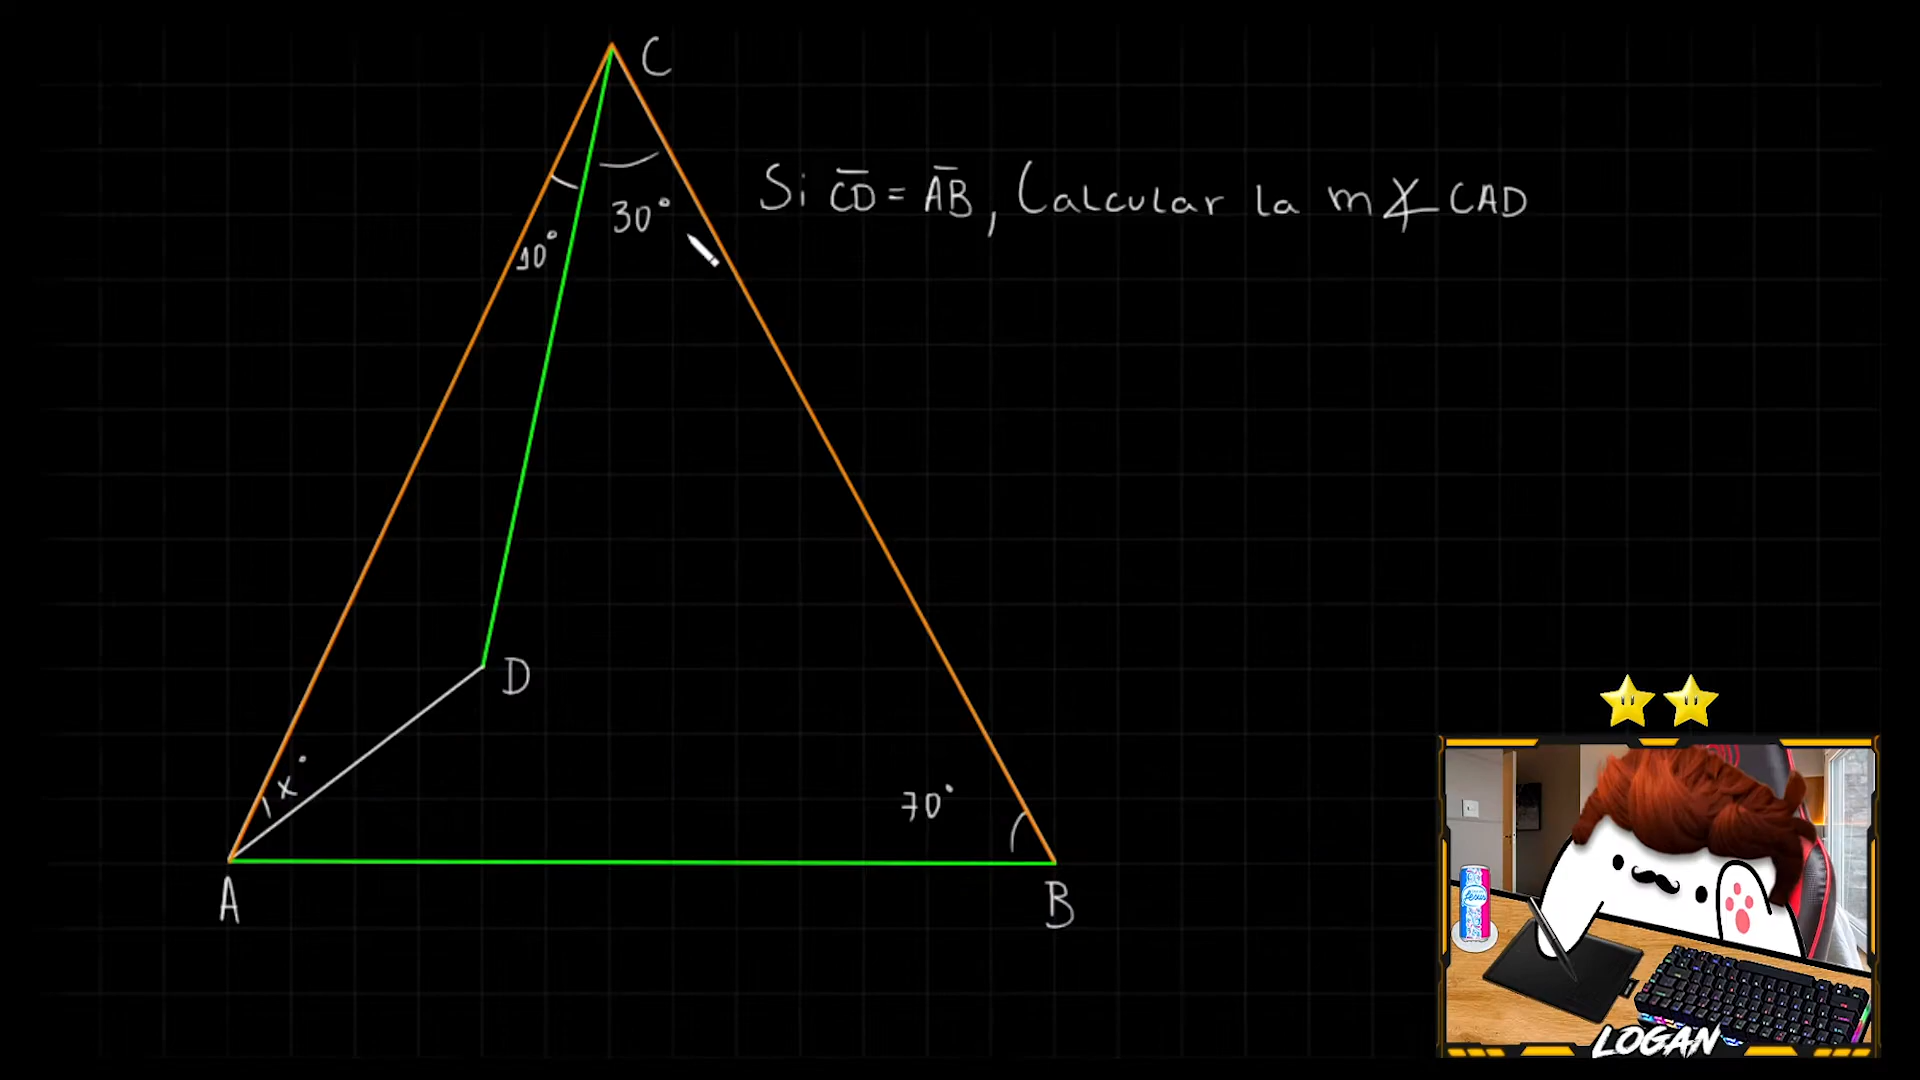 C
Si CD = AB, Calcular la m∡ CAD
30°
10°
D
x°
70°
A
B
LOGAN